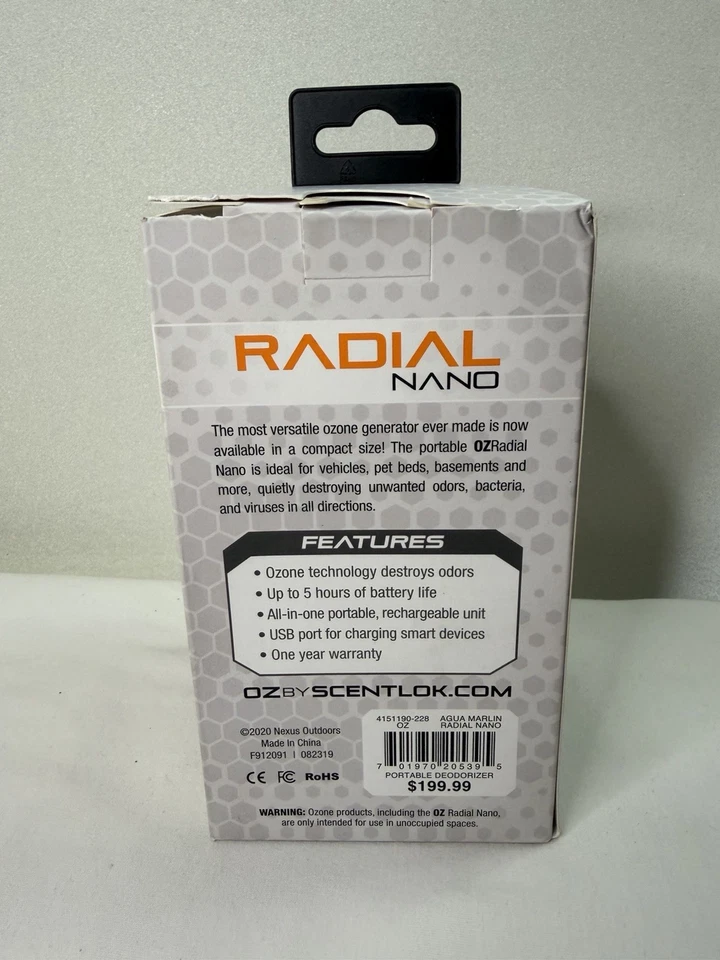 RADIAL
NANO
The most versatile ozone generator ever made is now
available in a compact size! The portable OZRadial
Nano is ideal for vehicles, pet beds, basements and
more, quietly destroying unwanted odors, bacteria,
and viruses in all directions.
FEATURES
• Ozone technology destroys odors
• Up to 5 hours of battery life
• All-in-one portable, rechargeable unit
• USB port for charging smart devices
• One year warranty
OZBYSCENTLOK.COM
©2020 Nexus Outdoors
Made In China
F912091 | 082319
CE FC RoHS
4151190-228 AGUA MARLIN
OZ RADIAL NANO
7 01970 20539 5
PORTABLE DEODORIZER
$199.99
WARNING: Ozone products, including the OZ Radial Nano,
are only intended for use in unoccupied spaces.